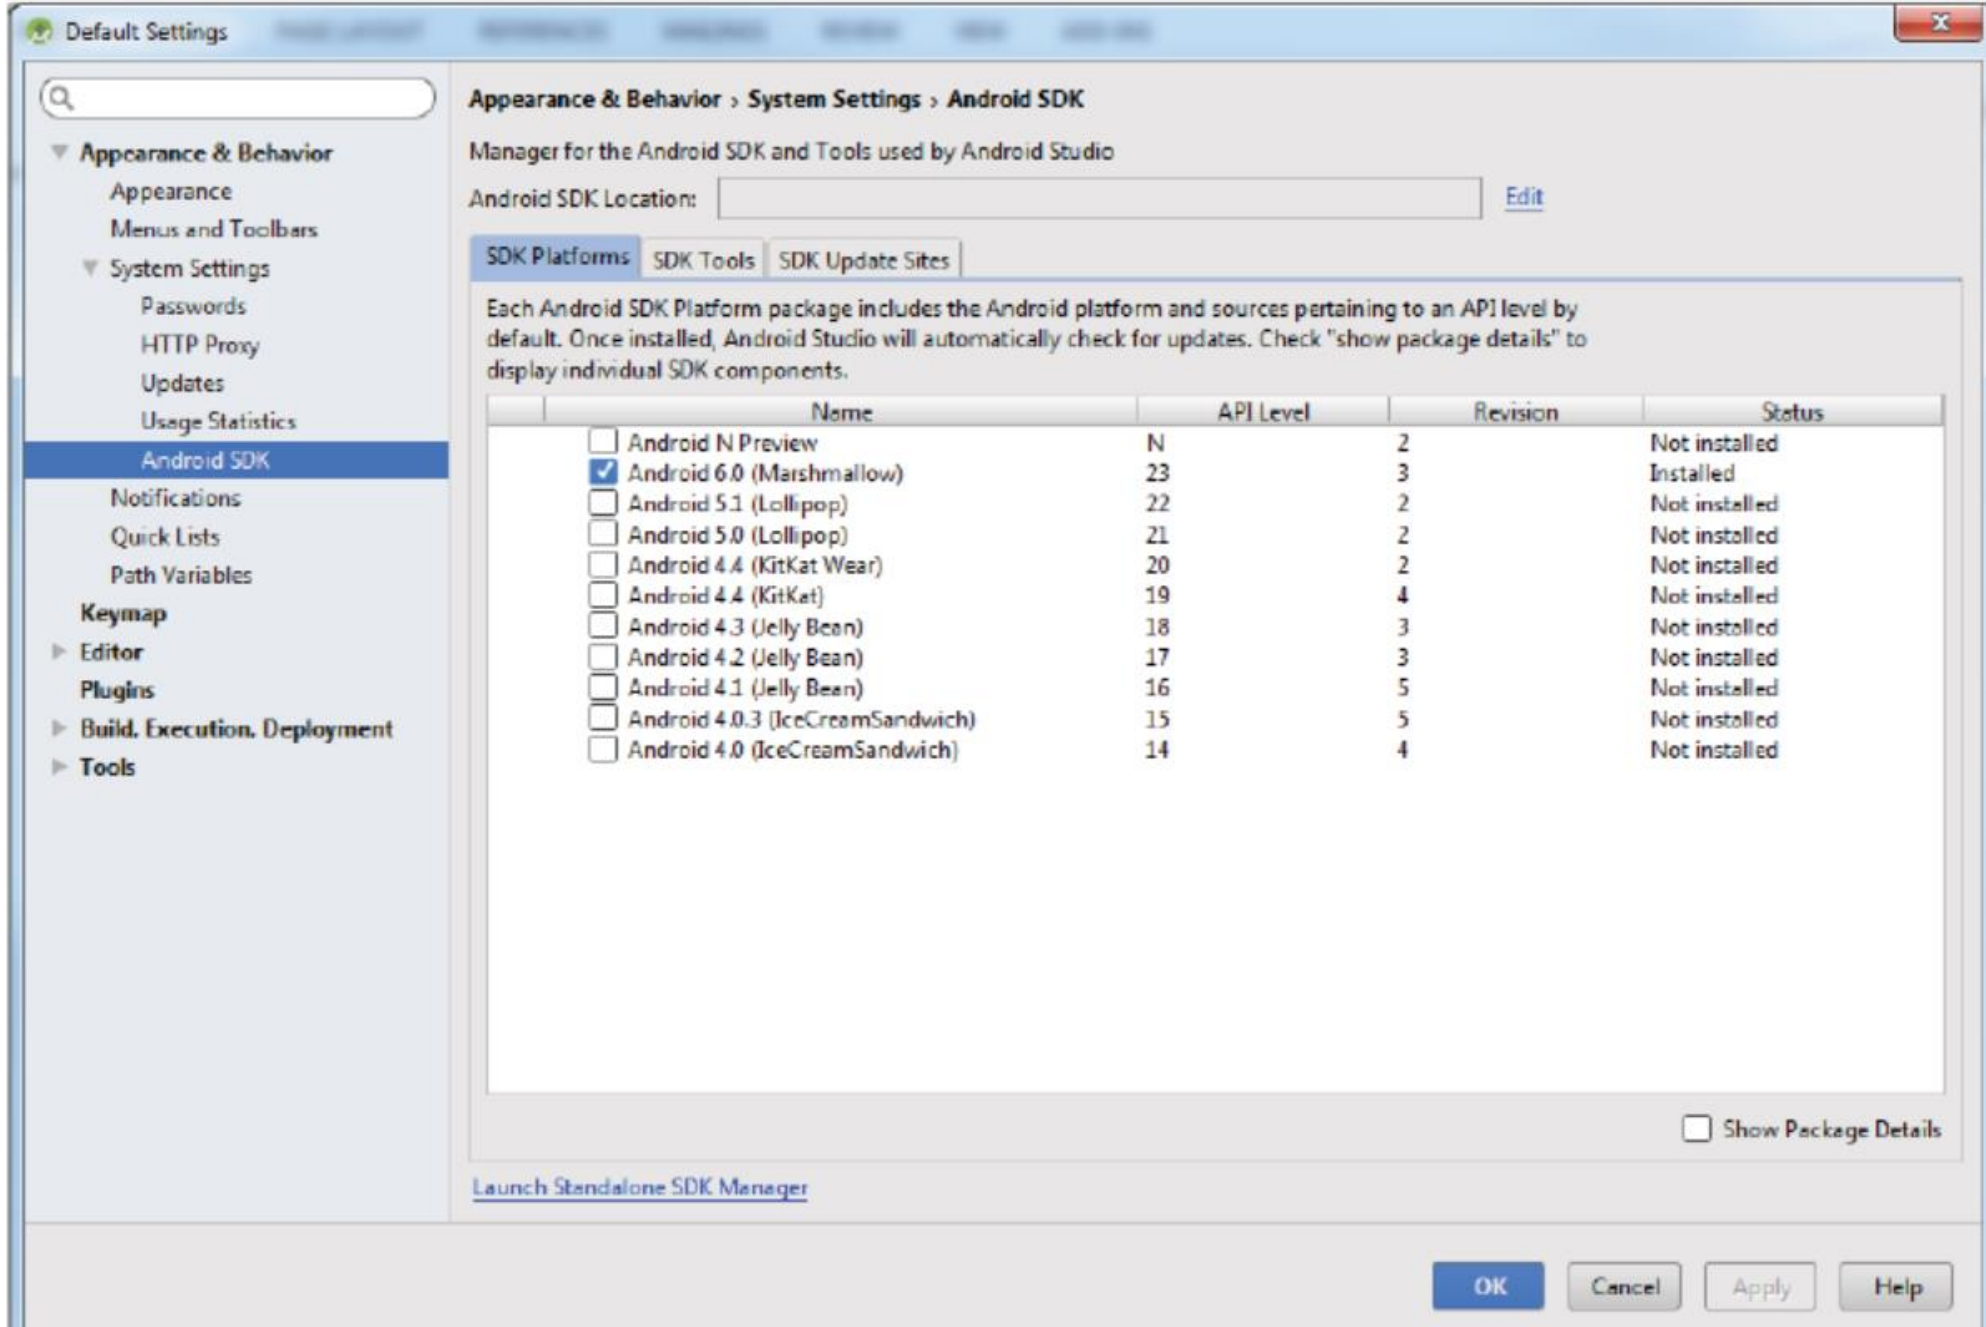 Default Settings
Appearance & Behavior
Appearance
Menus and Toolbars
System Settings
Passwords
HTTP Proxy
Updates
Usage Statistics
Android SDK
Notifications
Quick Lists
Path Variables
Keymap
Editor
Plugins
Build, Execution, Deployment
Tools
Appearance & Behavior › System Settings › Android SDK
Manager for the Android SDK and Tools used by Android Studio
Android SDK Location: Edit
SDK Platforms SDK Tools SDK Update Sites
Each Android SDK Platform package includes the Android platform and sources pertaining to an API level by
default. Once installed, Android Studio will automatically check for updates. Check "show package details" to
display individual SDK components.
Name API Level Revision Status
Android N Preview N 2 Not installed
Android 6.0 (Marshmallow) 23 3 Installed
Android 5.1 (Lollipop) 22 2 Not installed
Android 5.0 (Lollipop) 21 2 Not installed
Android 4.4 (KitKat Wear) 20 2 Not installed
Android 4.4 (KitKat) 19 4 Not installed
Android 4.3 (Jelly Bean) 18 3 Not installed
Android 4.2 (Jelly Bean) 17 3 Not installed
Android 4.1 (Jelly Bean) 16 5 Not installed
Android 4.0.3 (IceCreamSandwich) 15 5 Not installed
Android 4.0 (IceCreamSandwich) 14 4 Not installed
Show Package Details
Launch Standalone SDK Manager
OK Cancel Apply Help